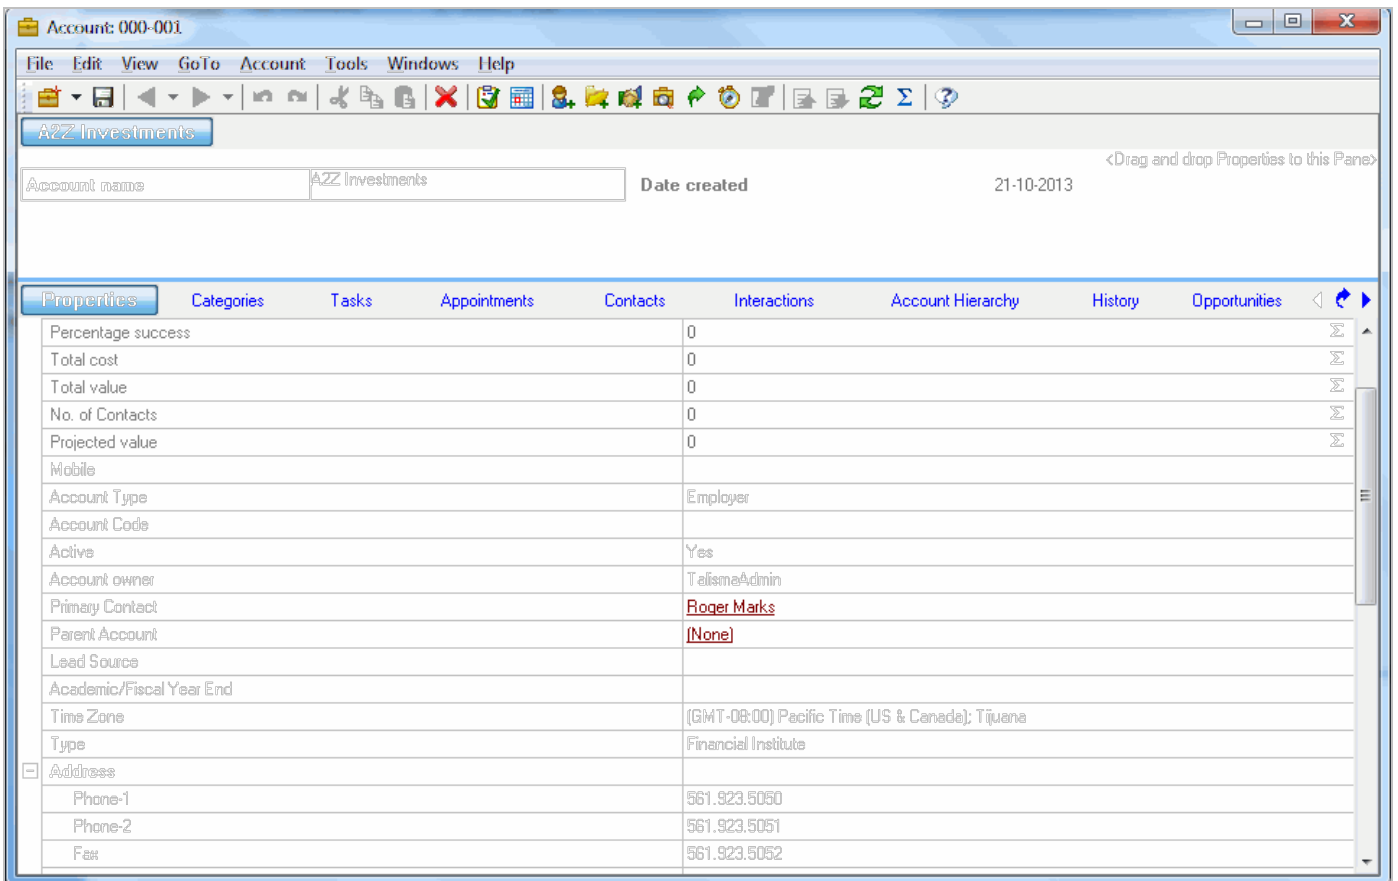 Account: 000-001
File Edit View GoTo Account Tools Windows Help
A2Z Investments
<Drag and drop Properties to this Pane>
Account name A2Z Investments Date created 21-10-2013
Properties Categories Tasks Appointments Contacts Interactions Account Hierarchy History Opportunities
Percentage success 0 Σ
Total cost 0 Σ
Total value 0 Σ
No. of Contacts 0 Σ
Projected value 0 Σ
Mobile
Account Type Employer
Account Code
Active Yes
Account owner TalismaAdmin
Primary Contact Roger Marks
Parent Account (None)
Lead Source
Academic/Fiscal Year End
Time Zone (GMT-08:00) Pacific Time (US & Canada); Tijuana
Type Financial Institute
Address
Phone-1 561.923.5050
Phone-2 561.923.5051
Fax 561.923.5052